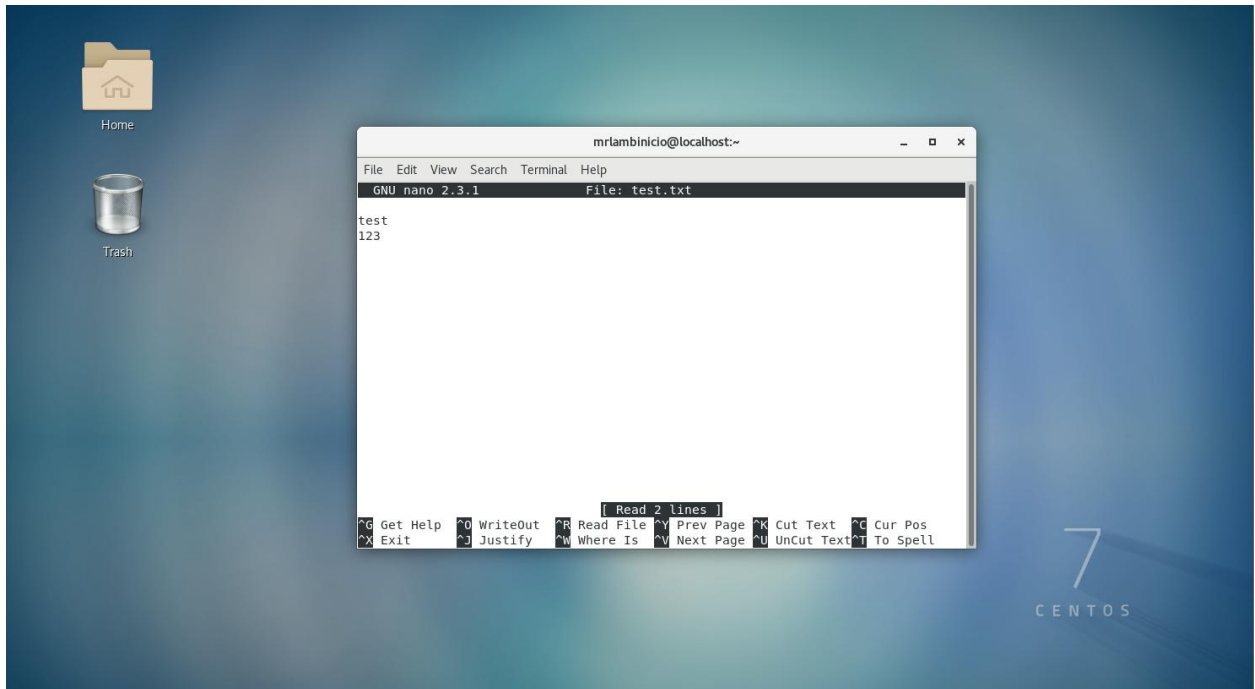 Home
Trash
mrlambinicio@localhost:~
File Edit View Search Terminal Help
GNU nano 2.3.1 File: test.txt
test
123
[ Read 2 lines ]
^G Get Help ^O WriteOut ^R Read File ^Y Prev Page ^K Cut Text ^C Cur Pos
^X Exit ^J Justify ^W Where Is ^V Next Page ^U UnCut Text ^T To Spell
7
CENTOS